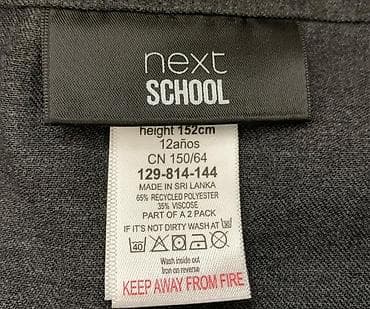 next
SCHOOL
height 152cm
12años
CN 150/64
129-814-144
MADE IN SRI LANKA
65% RECYCLED POLYESTER
35% VISCOSE
PART OF A 2 PACK
IF IT'S NOT DIRTY WASH AT 30
40
Wash inside out
Iron on reverse
KEEP AWAY FROM FIRE